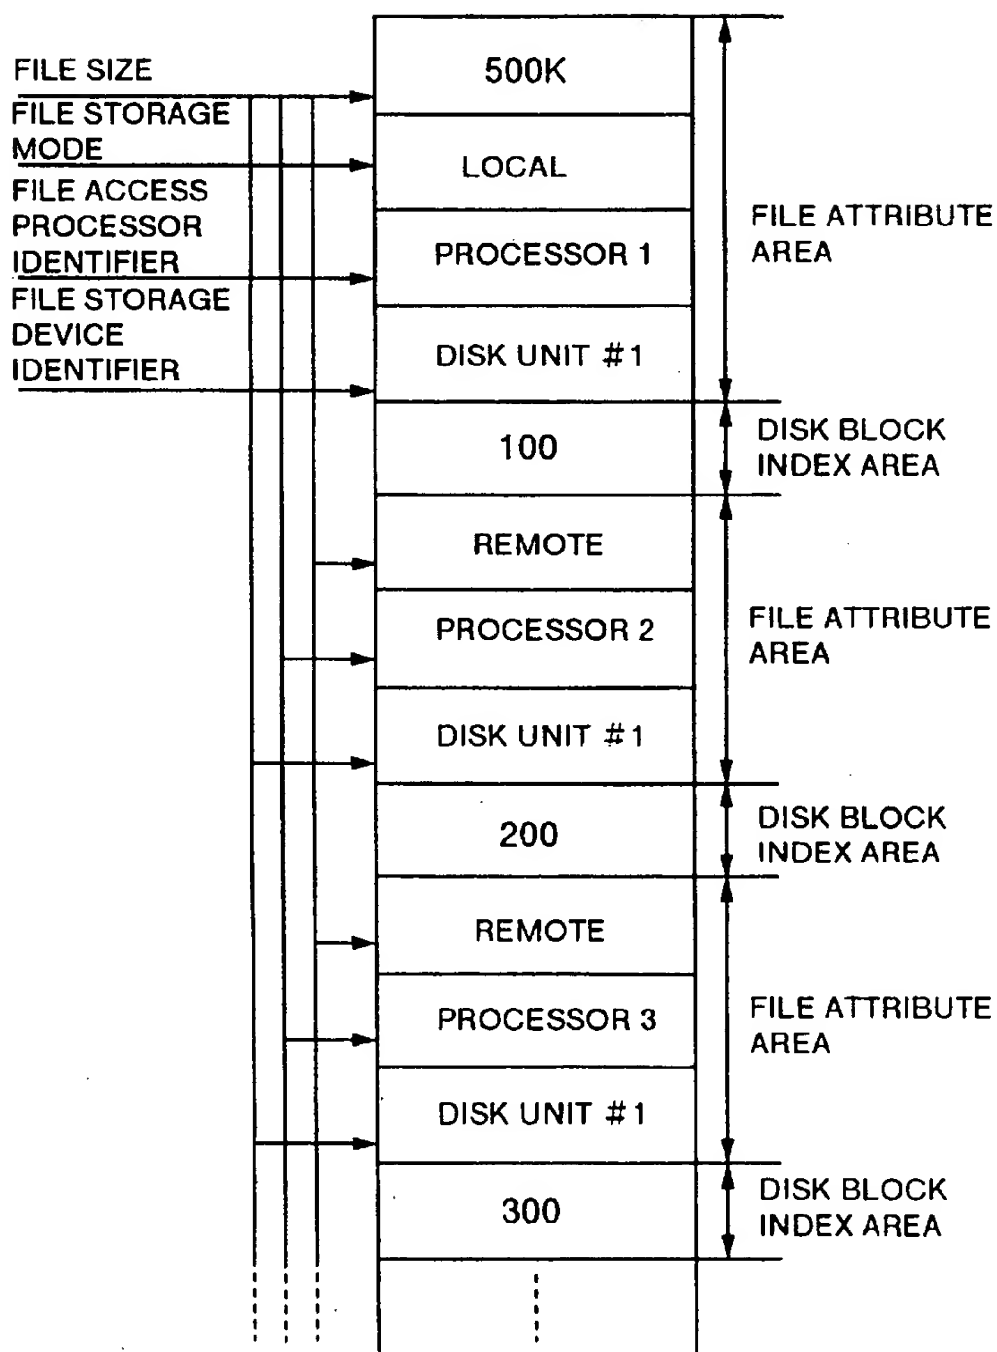 FILE SIZE
FILE STORAGE
MODE
FILE ACCESS
PROCESSOR
IDENTIFIER
FILE STORAGE
DEVICE
IDENTIFIER
500K
LOCAL
PROCESSOR 1
DISK UNIT #1
100
REMOTE
PROCESSOR 2
DISK UNIT #1
200
REMOTE
PROCESSOR 3
DISK UNIT #1
300
FILE ATTRIBUTE
AREA
DISK BLOCK
INDEX AREA
FILE ATTRIBUTE
AREA
DISK BLOCK
INDEX AREA
FILE ATTRIBUTE
AREA
DISK BLOCK
INDEX AREA